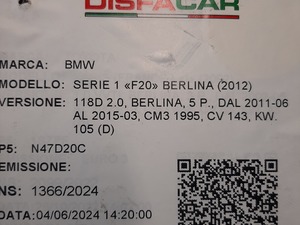 DISFACAR
MARCA: BMW
MODELLO: SERIE 1 «F20» BERLINA (2012)
VERSIONE: 118D 2.0, BERLINA, 5 P., DAL 2011-06
AL 2015-03, CM3 1995, CV 143, KW.
105 (D)
P5: N47D20C
EMISSIONE:
NS: 1366/2024
DATA: 04/06/2024 14:20:00